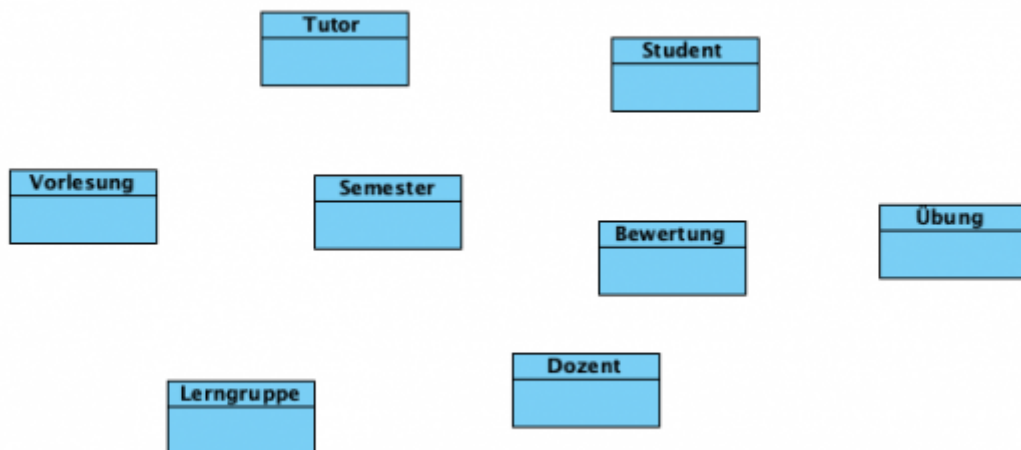 Tutor
Student
Vorlesung
Semester
Übung
Bewertung
Dozent
Lerngruppe